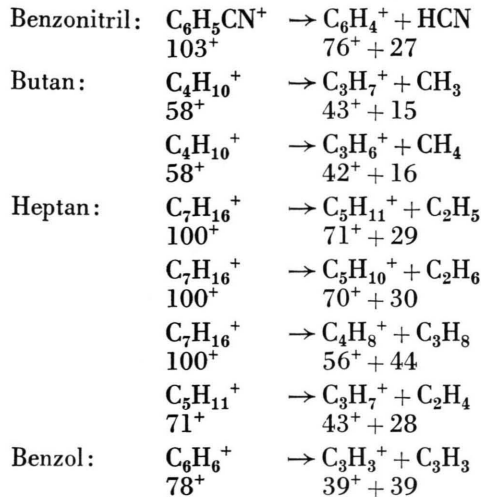 Benzonitril: C₆H₅CN⁺ → C₆H₄⁺ + HCN
103⁺ 76⁺ + 27
Butan: C₄H₁₀⁺ → C₃H₇⁺ + CH₃
58⁺ 43⁺ + 15
C₄H₁₀⁺ → C₃H₆⁺ + CH₄
58⁺ 42⁺ + 16
Heptan: C₇H₁₆⁺ → C₅H₁₁⁺ + C₂H₅
100⁺ 71⁺ + 29
C₇H₁₆⁺ → C₅H₁₀⁺ + C₂H₆
100⁺ 70⁺ + 30
C₇H₁₆⁺ → C₄H₈⁺ + C₃H₈
100⁺ 56⁺ + 44
C₅H₁₁⁺ → C₃H₇⁺ + C₂H₄
71⁺ 43⁺ + 28
Benzol: C₆H₆⁺ → C₃H₃⁺ + C₃H₃
78⁺ 39⁺ + 39